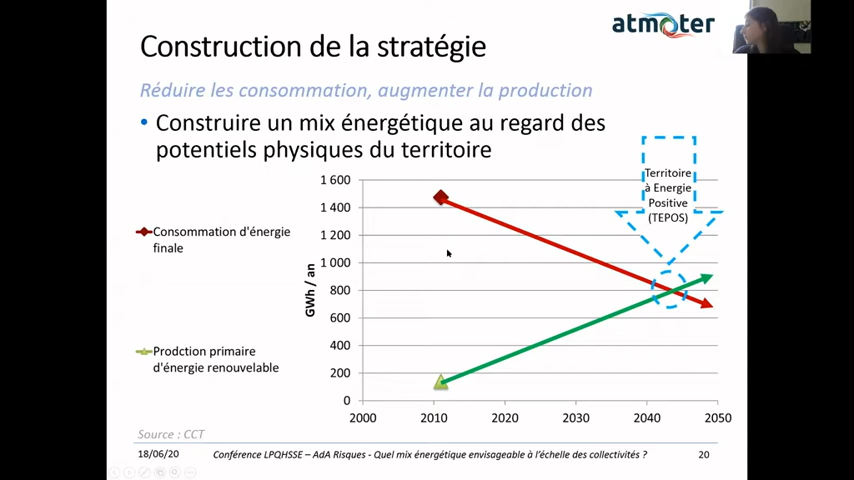 atmoter
Construction de la stratégie
Réduire les consommation, augmenter la production
• Construire un mix énergétique au regard des
potentiels physiques du territoire
Territoire
à Energie
Positive
(TEPOS)
1 600
1 400
1 200
1 000
800
600
400
200
0
GWh / an
Consommation d'énergie
finale
Prodction primaire
d'énergie renouvelable
2000 2010 2020 2030 2040 2050
Source : CCT
18/06/20 Conférence LPQHSSE – AdA Risques - Quel mix énergétique envisageable à l'échelle des collectivités ? 20